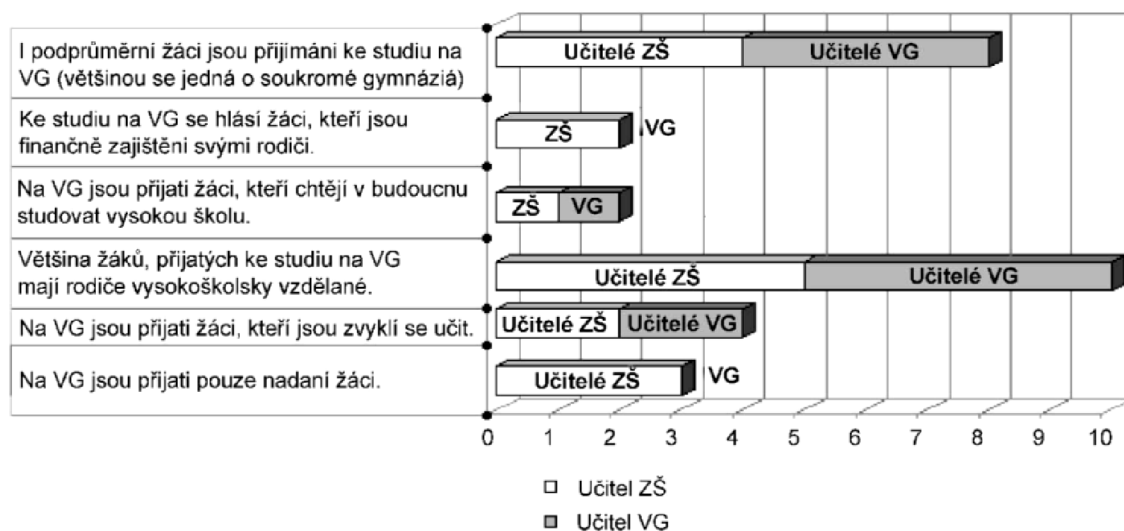 I podprůměrní žáci jsou přijímáni ke studiu na
VG (většinou se jedná o soukromé gymnáziá)
Učitelé ZŠ
Učitelé VG
Ke studiu na VG se hlásí žáci, kteří jsou
finančně zajištěni svými rodiči.
ZŠ
VG
Na VG jsou přijati žáci, kteří chtějí v budoucnu
studovat vysokou školu.
ZŠ
VG
Většina žáků, přijatých ke studiu na VG
mají rodiče vysokoškolsky vzdělané.
Učitelé ZŠ
Učitelé VG
Na VG jsou přijati žáci, kteří jsou zvyklí se učit.
Učitelé ZŠ
Učitelé VG
Na VG jsou přijati pouze nadaní žáci.
Učitelé ZŠ
VG
0 1 2 3 4 5 6 7 8 9 10
Učitel ZŠ
Učitel VG